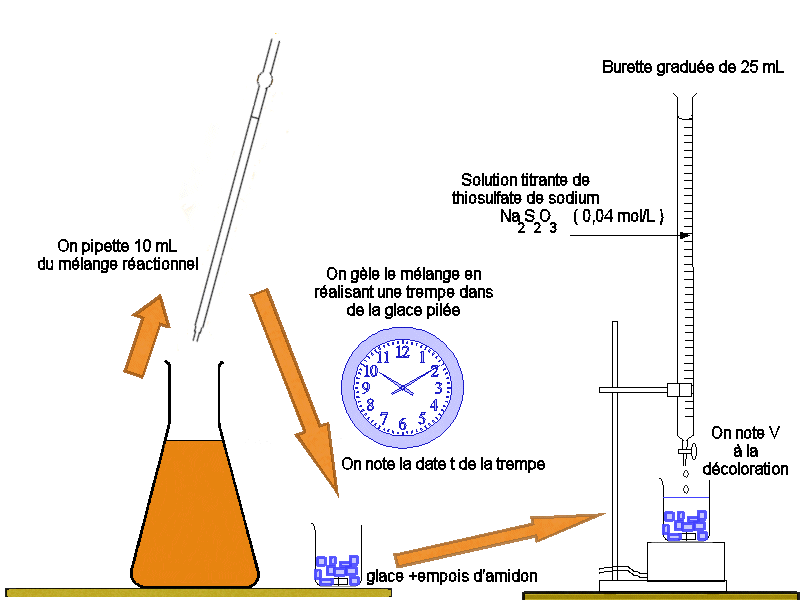 Burette graduée de 25 mL
Solution titrante de
thiosulfate de sodium
Na2S2O3 ( 0,04 mol/L )
On pipette 10 mL
du mélange réactionnel
On gèle le mélange en
réalisant une trempe dans
de la glace pilée
12
11 1
10 2
9 3
8 4
7 5
6
On note la date t de la trempe
On note V
à la
décoloration
glace +empois d'amidon